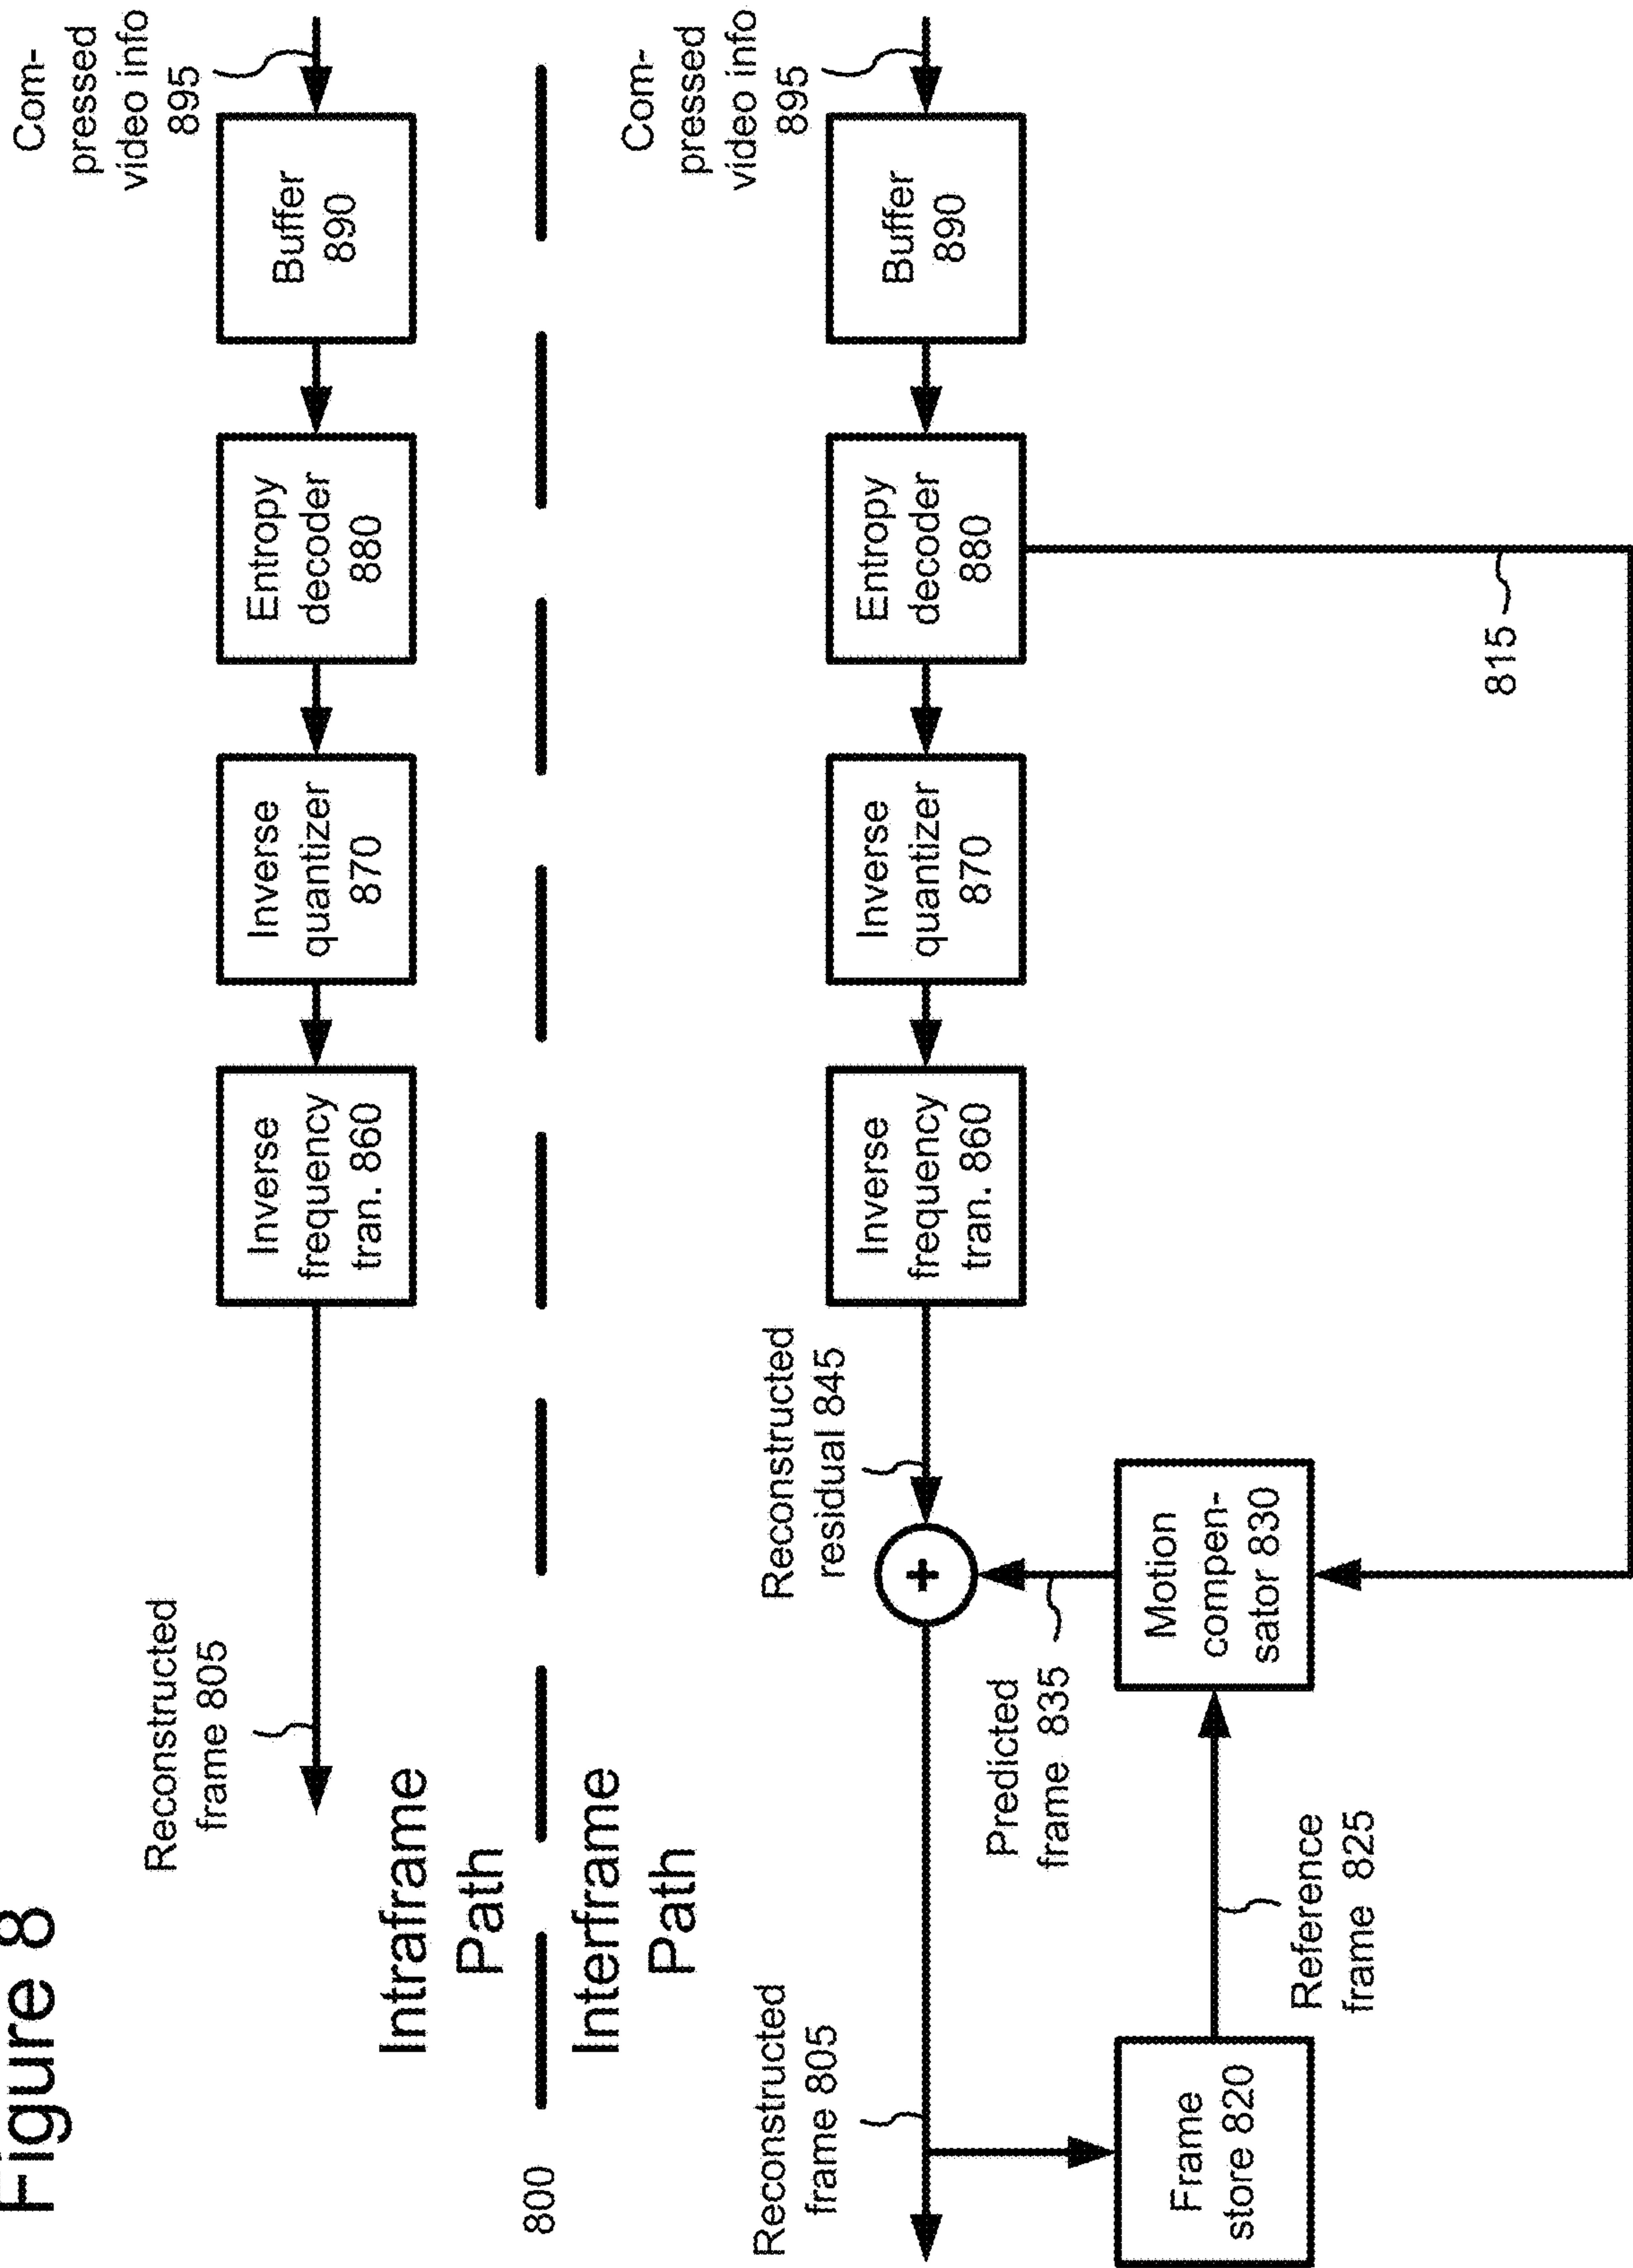 Figure 8
Reconstructed
frame 805
Inverse
frequency
tran. 860
Inverse
quantizer
870
Entropy
decoder
880
Buffer
890
Com-
pressed
video info
895
Intraframe
Path
800
Interframe
Path
Reconstructed
frame 805
Reconstructed
residual 845
Inverse
frequency
tran. 860
Inverse
quantizer
870
Entropy
decoder
880
Buffer
890
Com-
pressed
video info
895
Predicted
frame 835
Motion
compen-
sator 830
Frame
store 820
Reference
frame 825
815